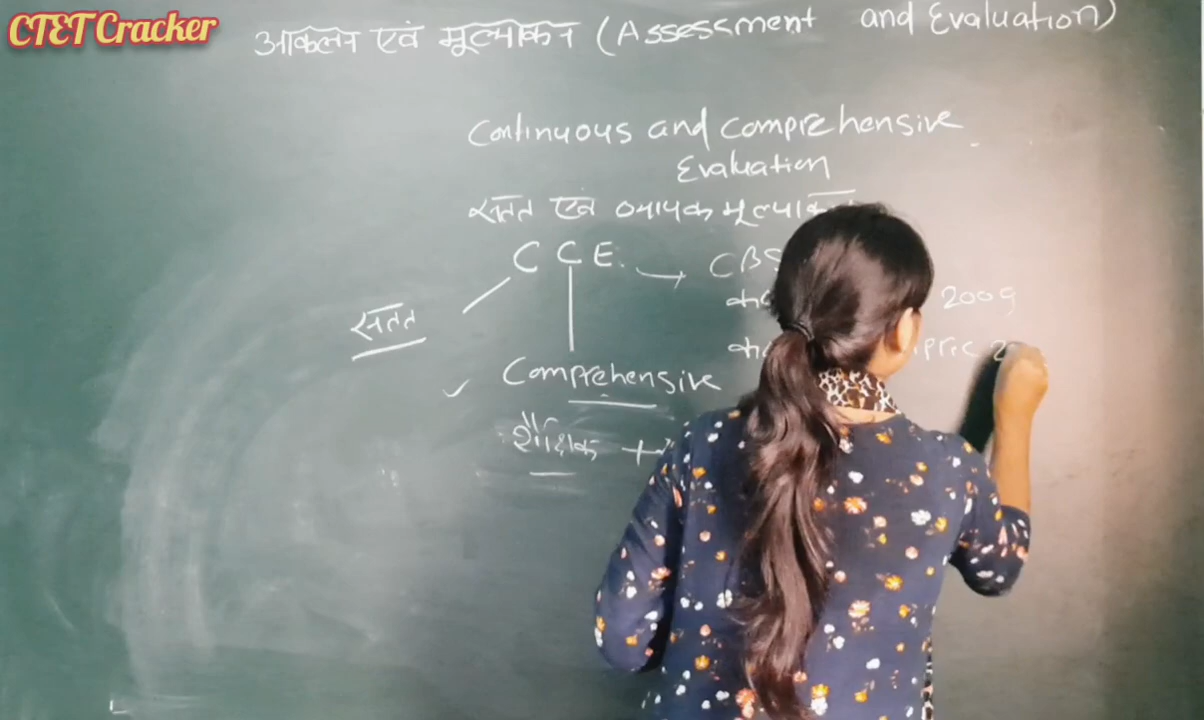 CTET Cracker
आकलन एवं मूल्यांकन (Assessment and Evaluation)
Continuous and comprehensive
Evaluation
सतत एवं व्यापक मूल्यांकन
C C E. → CBS
2009
सतत
Comprehensive
शैक्षिक +